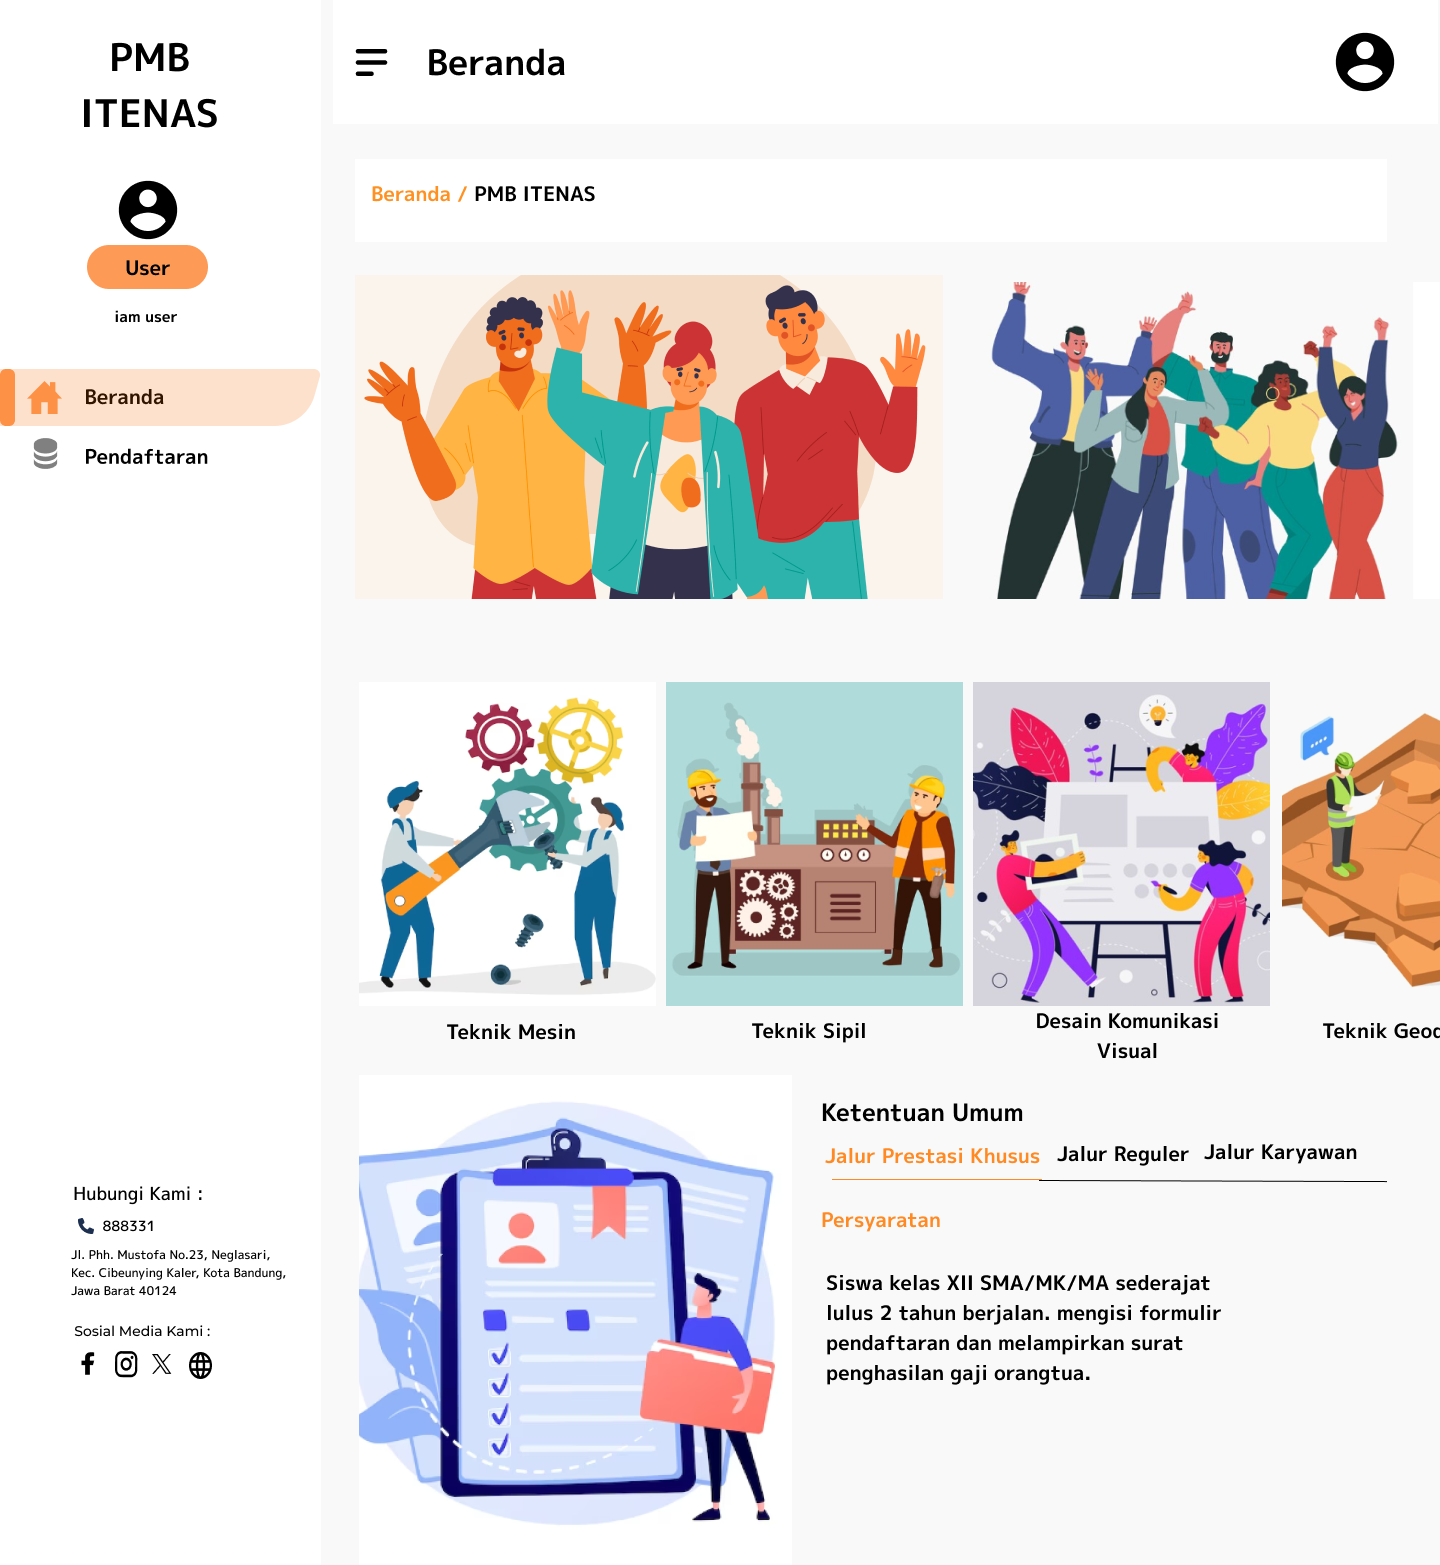 PMB
ITENAS
User
iam user
Beranda
Pendaftaran
Hubungi Kami :
888331
Jl. Phh. Mustofa No.23, Neglasari,
Kec. Cibeunying Kaler, Kota Bandung,
Jawa Barat 40124
Sosial Media Kami :
Beranda
Beranda / PMB ITENAS
Teknik Mesin
Teknik Sipil
Desain Komunikasi
Visual
Teknik Geod
Ketentuan Umum
Jalur Prestasi Khusus Jalur Reguler Jalur Karyawan
Persyaratan
Siswa kelas XII SMA/MK/MA sederajat
lulus 2 tahun berjalan. mengisi formulir
pendaftaran dan melampirkan surat
penghasilan gaji orangtua.